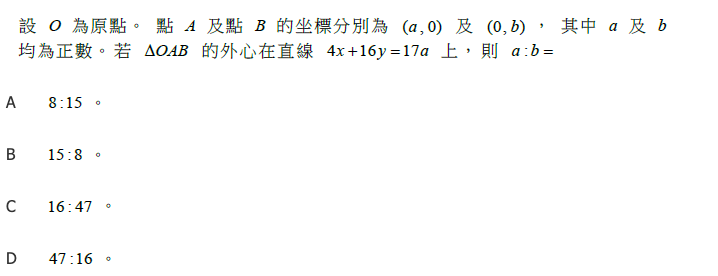 設 O 為原點。 點 A 及點 B 的坐標分別為 (a,0) 及 (0,b) ， 其中 a 及 b
均為正數。若 ΔOAB 的外心在直線 4x+16y=17a 上，則 a:b=
A 8:15 。
B 15:8 。
C 16:47 。
D 47:16 。